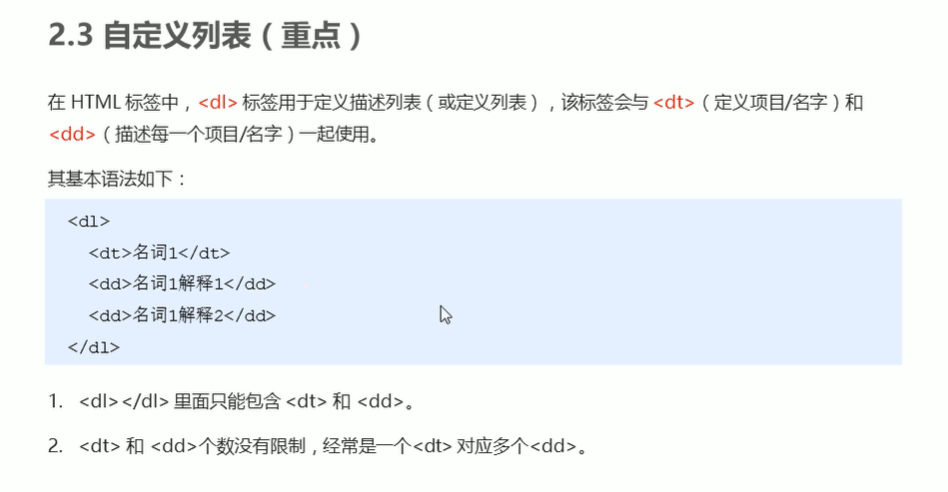 2.3 自定义列表（重点）
在 HTML 标签中，<dl> 标签用于定义描述列表（或定义列表），该标签会与 <dt>（定义项目/名字）和
<dd>（描述每一个项目/名字）一起使用。
其基本语法如下：
<dl>
<dt>名词1</dt>
<dd>名词1解释1</dd>
<dd>名词1解释2</dd>
</dl>
1. <dl></dl> 里面只能包含 <dt> 和 <dd>。
2. <dt> 和 <dd>个数没有限制，经常是一个<dt> 对应多个<dd>。